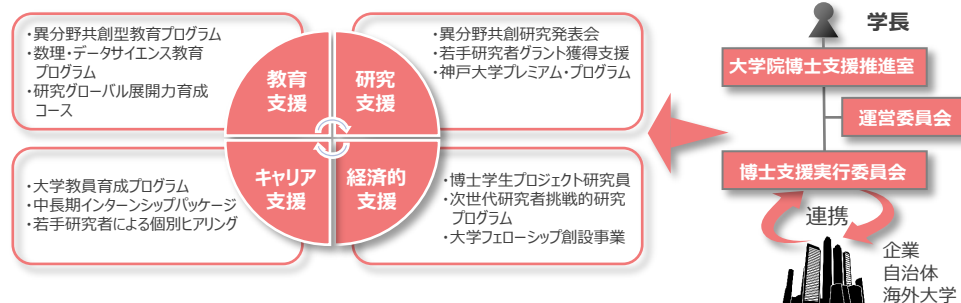 ・異分野共創型教育プログラム
・数理・データサイエンス教育
プログラム
・研究グローバル展開力育成
コース
教育
支援
研究
支援
・異分野共創研究発表会
・若手研究者グラント獲得支援
・神戸大学プレミアム・プログラム
・大学教員育成プログラム
・中長期インターンシップパッケージ
・若手研究者による個別ヒアリング
キャリア
支援
経済的
支援
・博士学生プロジェクト研究員
・次世代研究者挑戦的研究
プログラム
・大学フェローシップ創設事業
学長
大学院博士支援推進室
運営委員会
博士支援実行委員会
連携
企業
自治体
海外大学